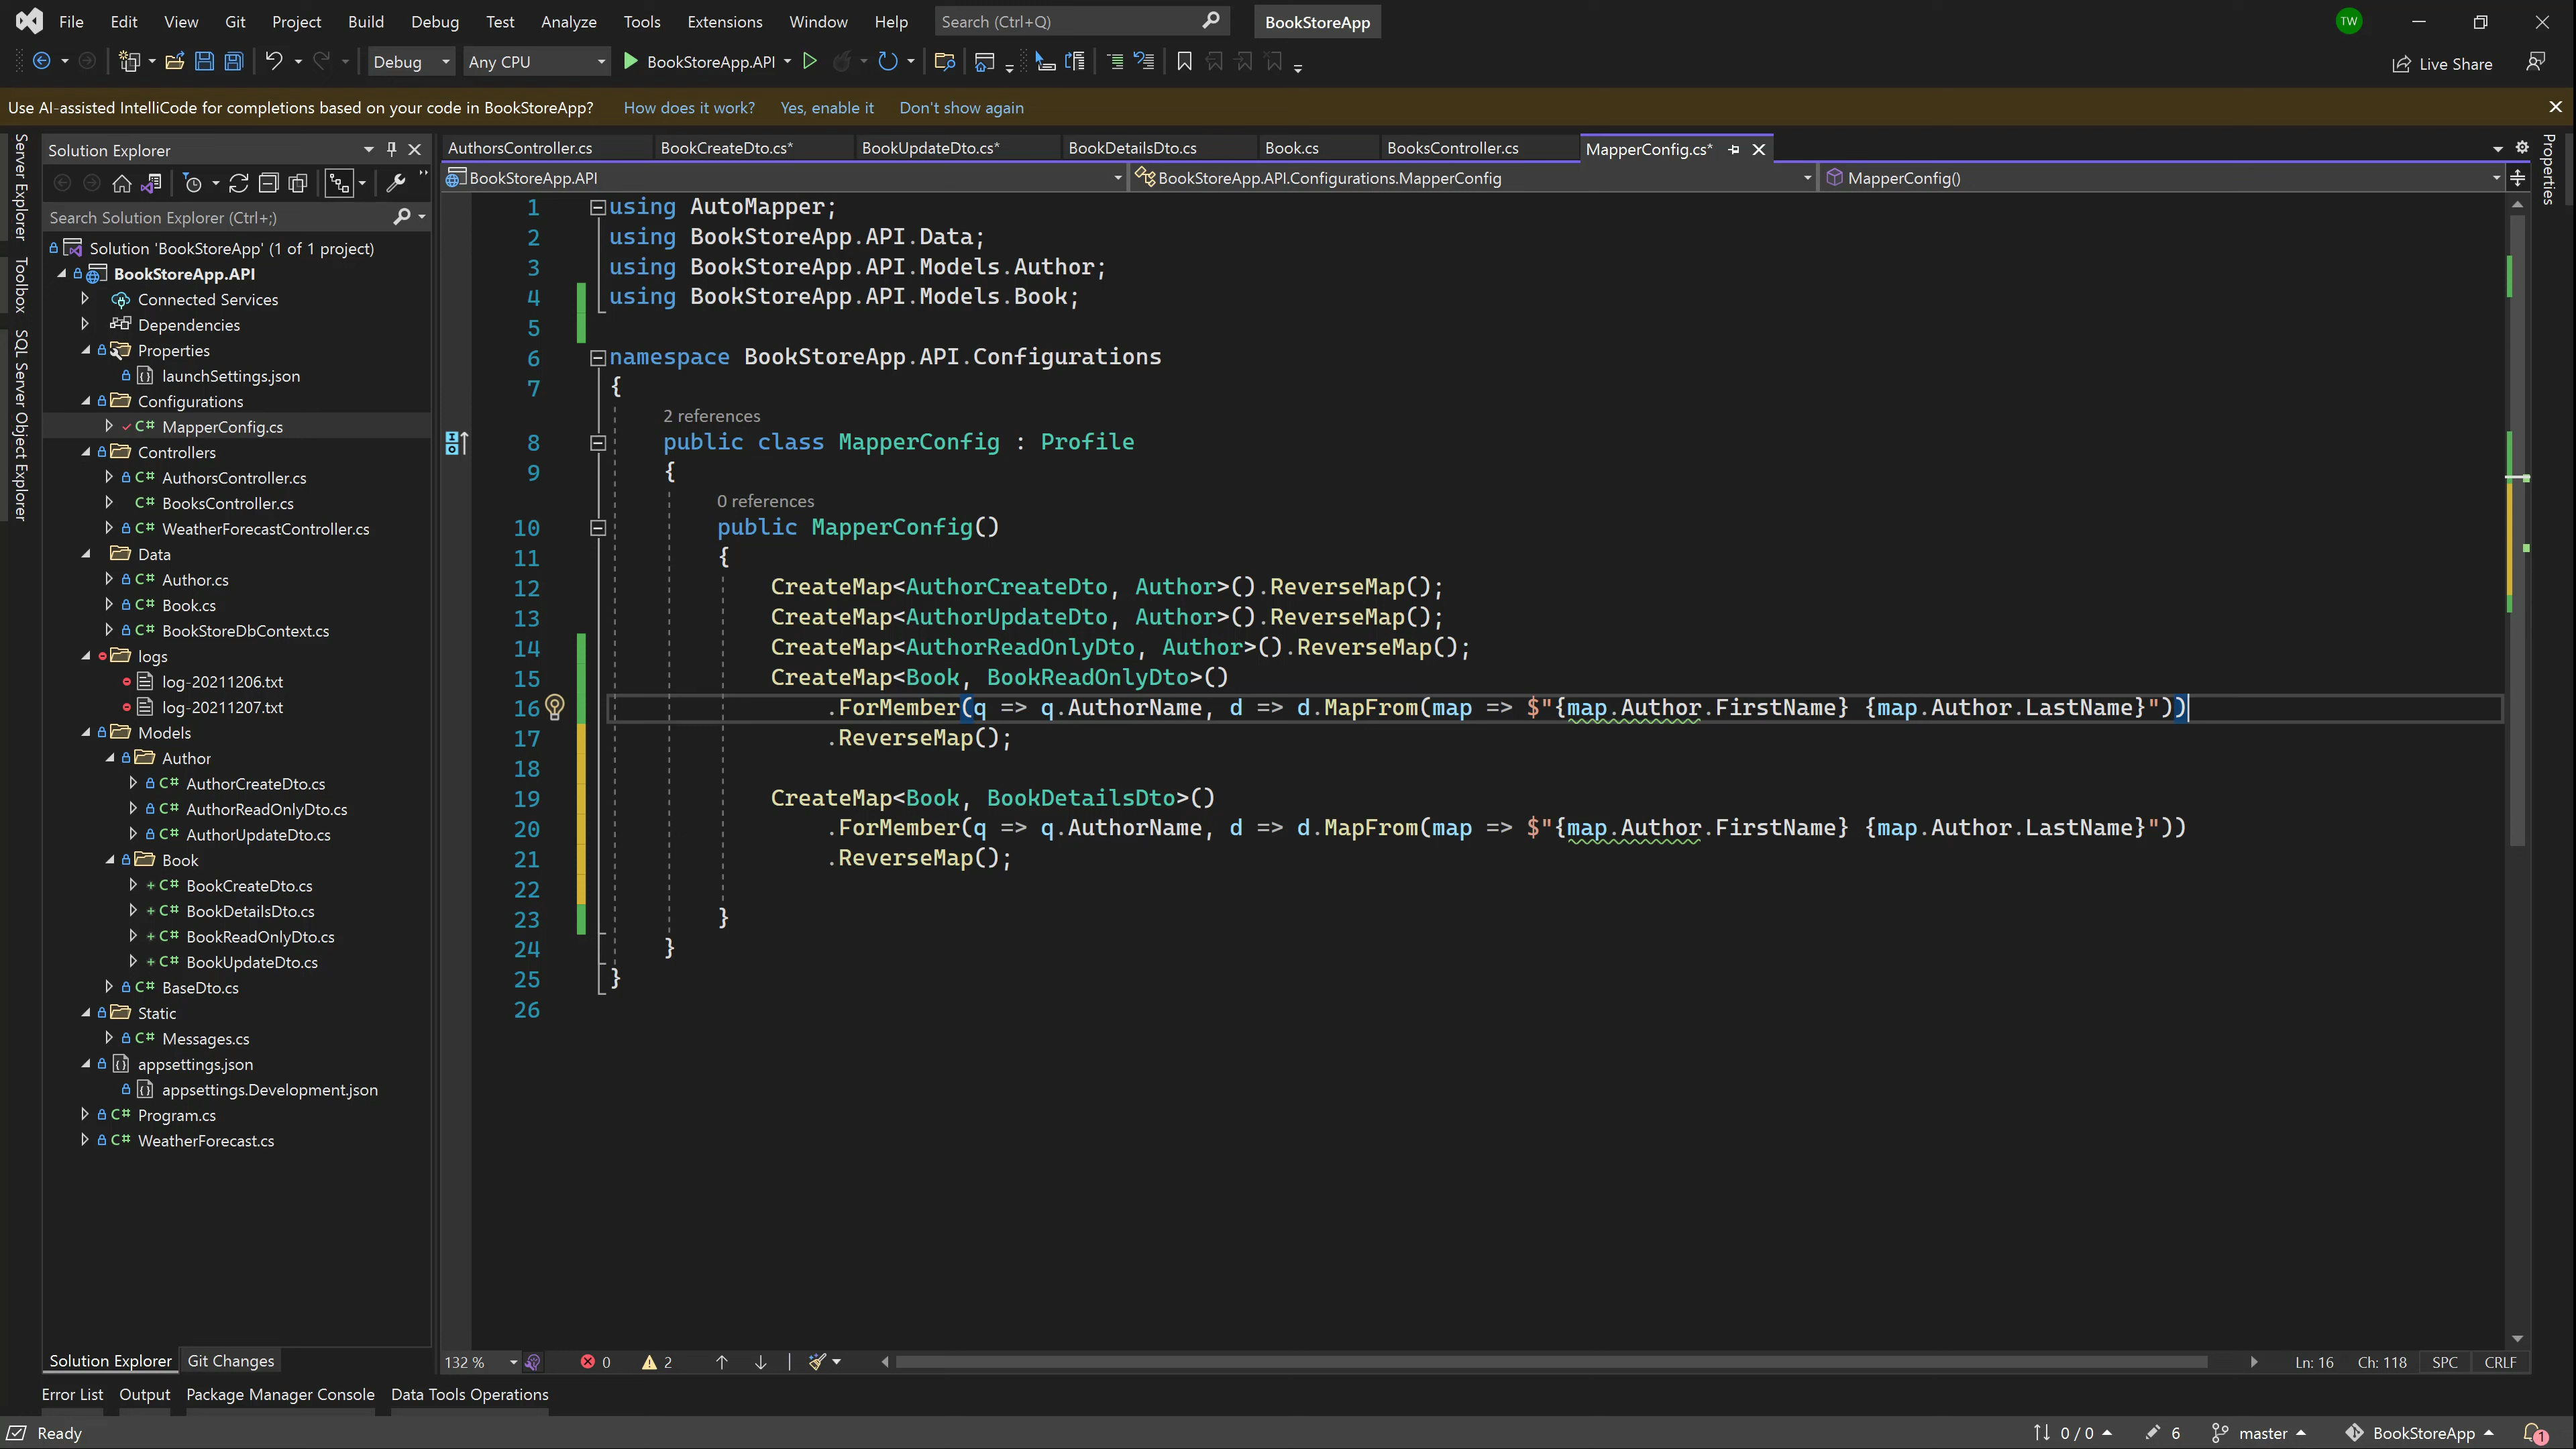 File Edit View Git Project Build Debug Test Analyze Tools Extensions Window Help Search (Ctrl+Q) BookStoreApp TW
Debug Any CPU BookStoreApp.API Live Share
Use AI-assisted IntelliCode for completions based on your code in BookStoreApp? How does it work? Yes, enable it Don't show again
Server Explorer
Toolbox
SQL Server Object Explorer
Solution Explorer
Search Solution Explorer (Ctrl+;)
Solution 'BookStoreApp' (1 of 1 project)
BookStoreApp.API
Connected Services
Dependencies
Properties
launchSettings.json
Configurations
C# MapperConfig.cs
Controllers
C# AuthorsController.cs
C# BooksController.cs
C# WeatherForecastController.cs
Data
C# Author.cs
C# Book.cs
C# BookStoreDbContext.cs
logs
log-20211206.txt
log-20211207.txt
Models
Author
C# AuthorCreateDto.cs
C# AuthorReadOnlyDto.cs
C# AuthorUpdateDto.cs
Book
C# BookCreateDto.cs
C# BookDetailsDto.cs
C# BookReadOnlyDto.cs
C# BookUpdateDto.cs
C# BaseDto.cs
Static
C# Messages.cs
appsettings.json
appsettings.Development.json
C# Program.cs
C# WeatherForecast.cs
Solution Explorer Git Changes
AuthorsController.cs BookCreateDto.cs* BookUpdateDto.cs* BookDetailsDto.cs Book.cs BooksController.cs MapperConfig.cs*
BookStoreApp.API BookStoreApp.API.Configurations.MapperConfig MapperConfig()
Properties
1 using AutoMapper;
2 using BookStoreApp.API.Data;
3 using BookStoreApp.API.Models.Author;
4 using BookStoreApp.API.Models.Book;
5
6 namespace BookStoreApp.API.Configurations
7 {
2 references
8 public class MapperConfig : Profile
9 {
0 references
10 public MapperConfig()
11 {
12 CreateMap<AuthorCreateDto, Author>().ReverseMap();
13 CreateMap<AuthorUpdateDto, Author>().ReverseMap();
14 CreateMap<AuthorReadOnlyDto, Author>().ReverseMap();
15 CreateMap<Book, BookReadOnlyDto>()
16 .ForMember(q => q.AuthorName, d => d.MapFrom(map => $"{map.Author.FirstName} {map.Author.LastName}"))
17 .ReverseMap();
18
19 CreateMap<Book, BookDetailsDto>()
20 .ForMember(q => q.AuthorName, d => d.MapFrom(map => $"{map.Author.FirstName} {map.Author.LastName}"))
21 .ReverseMap();
22
23 }
24 }
25 }
26
132 % 0 2 Ln: 16 Ch: 118 SPC CRLF
Error List Output Package Manager Console Data Tools Operations
Ready 0 / 0 6 master BookStoreApp 1